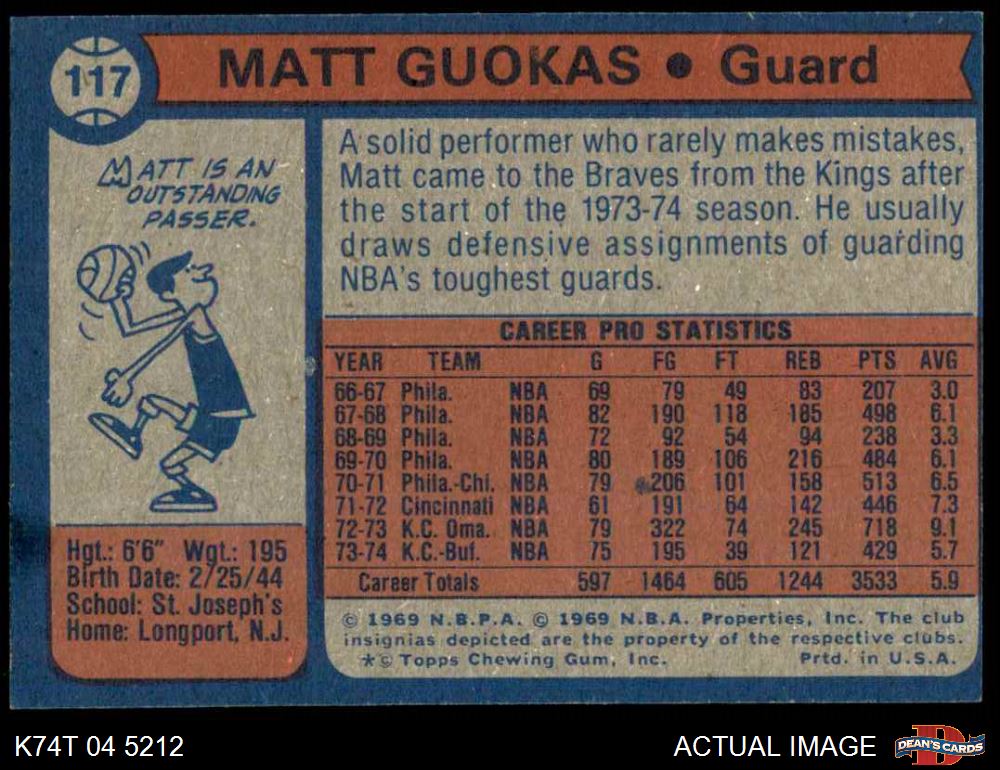 117
MATT GUOKAS • Guard
MATT IS AN
OUTSTANDING
PASSER.
A solid performer who rarely makes mistakes,
Matt came to the Braves from the Kings after
the start of the 1973-74 season. He usually
draws defensive assignments of guarding
NBA's toughest guards.
CAREER PRO STATISTICS
YEAR TEAM G FG FT REB PTS AVG
66-67 Phila. NBA 69 79 49 83 207 3.0
67-68 Phila. NBA 82 190 118 185 498 6.1
68-69 Phila. NBA 72 92 54 94 238 3.3
69-70 Phila. NBA 80 189 106 216 484 6.1
70-71 Phila.-Chi. NBA 79 206 101 158 513 6.5
71-72 Cincinnati NBA 61 191 64 142 446 7.3
72-73 K.C. Oma. NBA 79 322 74 245 718 9.1
73-74 K.C.-Buf. NBA 75 195 39 121 429 5.7
Career Totals 597 1464 605 1244 3533 5.9
Hgt.: 6'6" Wgt.: 195
Birth Date: 2/25/44
School: St. Joseph's
Home: Longport, N.J.
© 1969 N.B.P.A. © 1969 N.B.A. Properties, Inc. The club
insignias depicted are the property of the respective clubs.
*© Topps Chewing Gum, Inc. Prtd. in U.S.A.
K74T 04 5212
ACTUAL IMAGE
D
DEAN'S CARDS